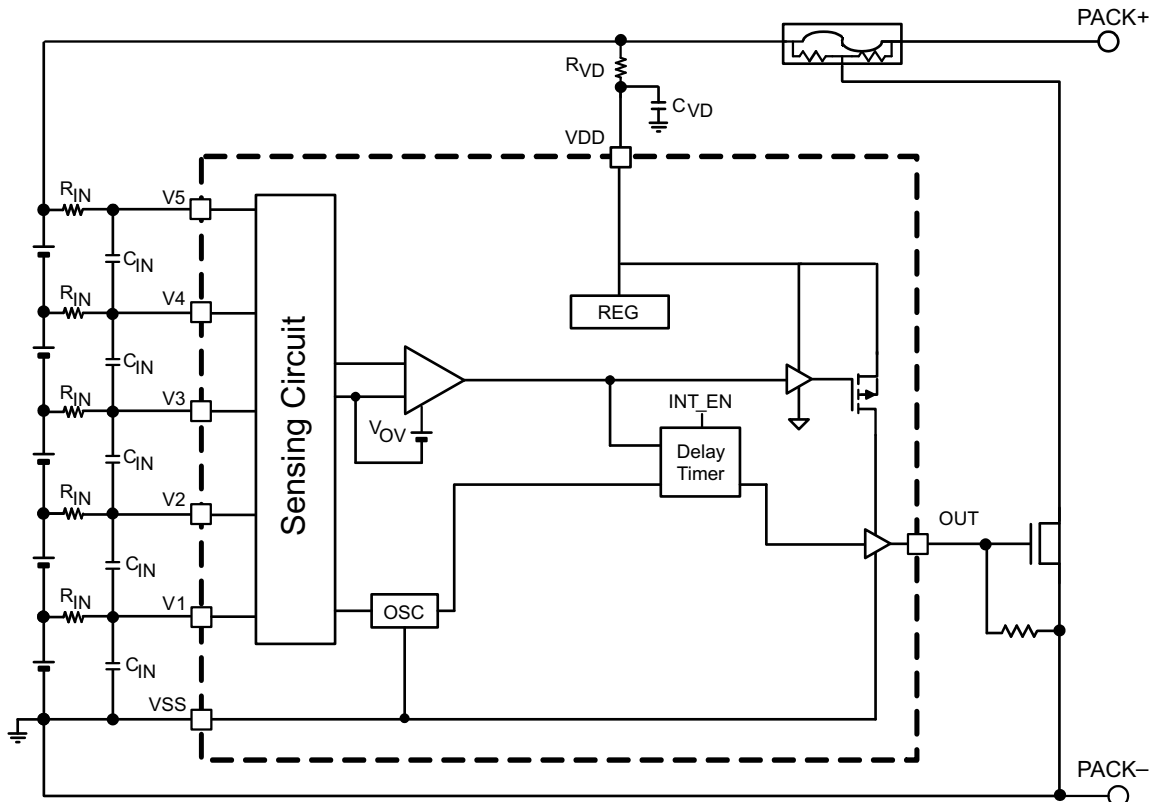 PACK+
RVD
CVD
VDD
RIN
V5
CIN
RIN
V4
REG
CIN
RIN
V3
Sensing Circuit
VOV
INT_EN
Delay
Timer
CIN
RIN
V2
OUT
CIN
RIN
V1
OSC
CIN
VSS
PACK–